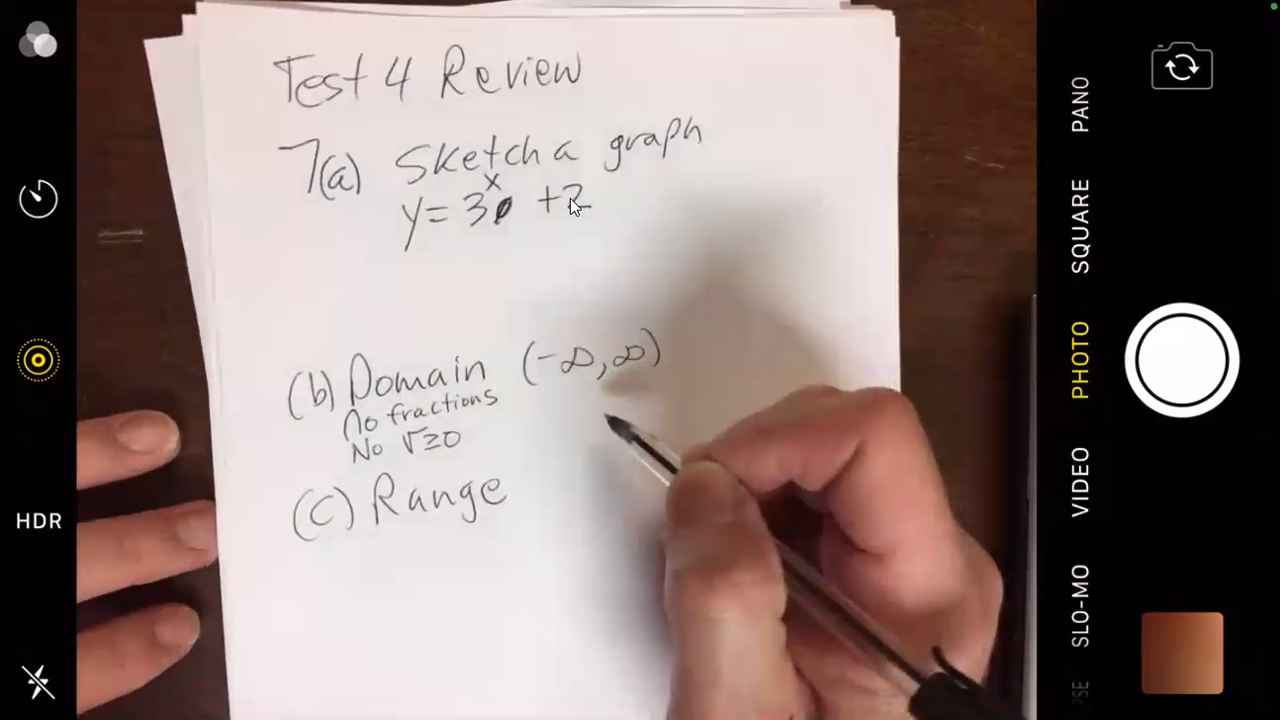 Test 4 Review
7(a) Sketch a graph
y = 3^x + 2
(b) Domain (-∞, ∞)
No fractions
No √≥0
(c) Range
HDR
PANO
SQUARE
PHOTO
VIDEO
SLO-MO